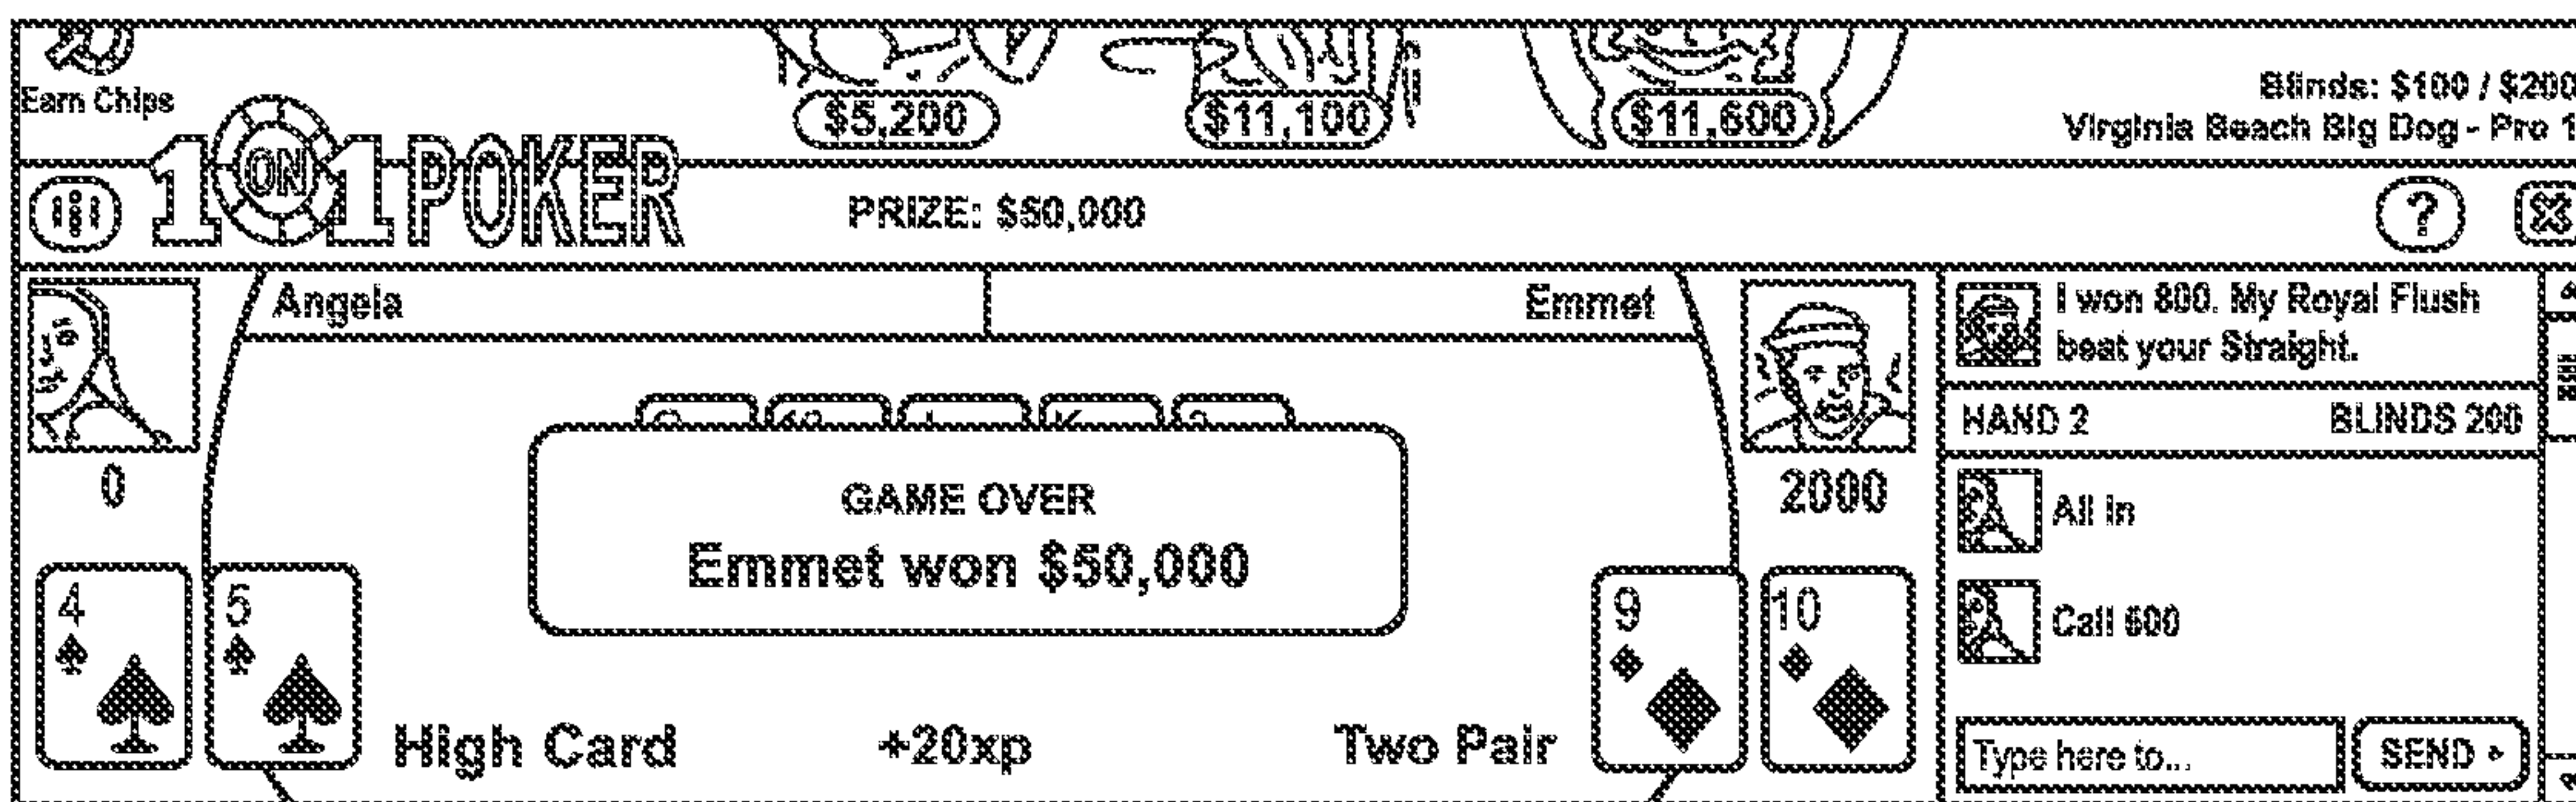 Earn Chips
$5,200
$11,100
$11,600
Blinds: $100 / $200
Virginia Beach Big Dog - Pro 1
1 ON 1 POKER
PRIZE: $50,000
?
Angela
Emmet
I won 800. My Royal Flush
beat your Straight.
HAND 2
BLINDS 200
0
2000
GAME OVER
Emmet won $50,000
All in
Call 600
4
5
9
10
High Card
+20xp
Two Pair
Type here to...
SEND